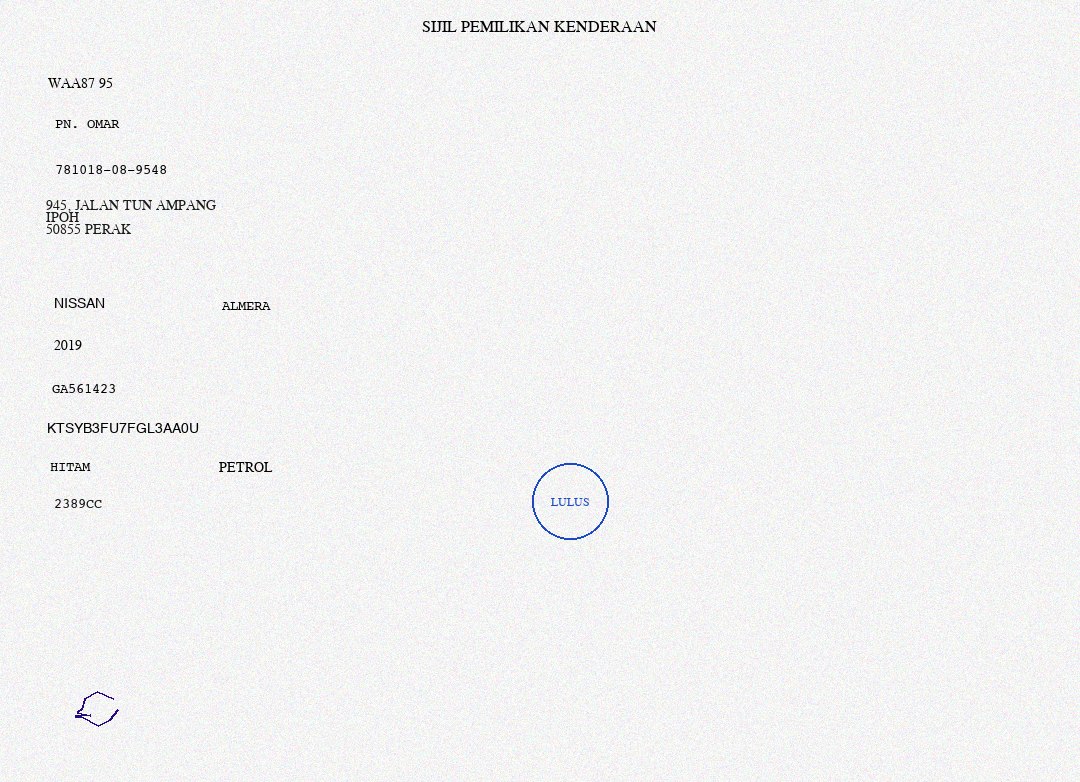 SIJIL PEMILIKAN KENDERAAN
WAA87 95
PN. OMAR
781018-08-9548
945, JALAN TUN AMPANG
IPOH
50855 PERAK
NISSAN ALMERA
2019
GA561423
KTSYB3FU7FGL3AA0U
HITAM PETROL
2389CC
LULUS